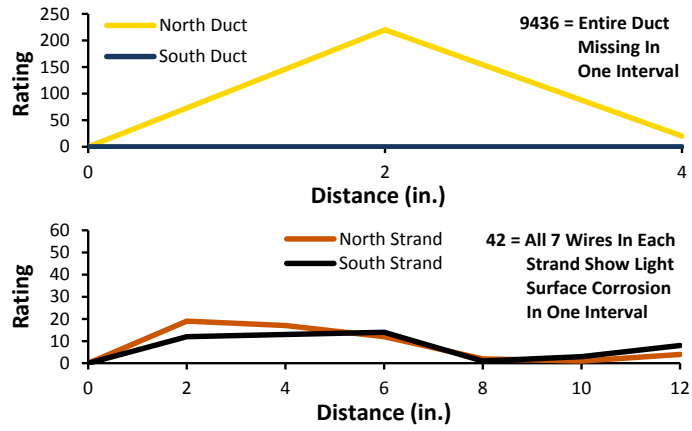 250
200
150
100
50
0
Rating
North Duct
South Duct
9436 = Entire Duct
Missing In
One Interval
0 2 4
Distance (in.)
60
50
40
30
20
10
0
Rating
North Strand
South Strand
42 = All 7 Wires In Each
Strand Show Light
Surface Corrosion
In One Interval
0 2 4 6 8 10 12
Distance (in.)